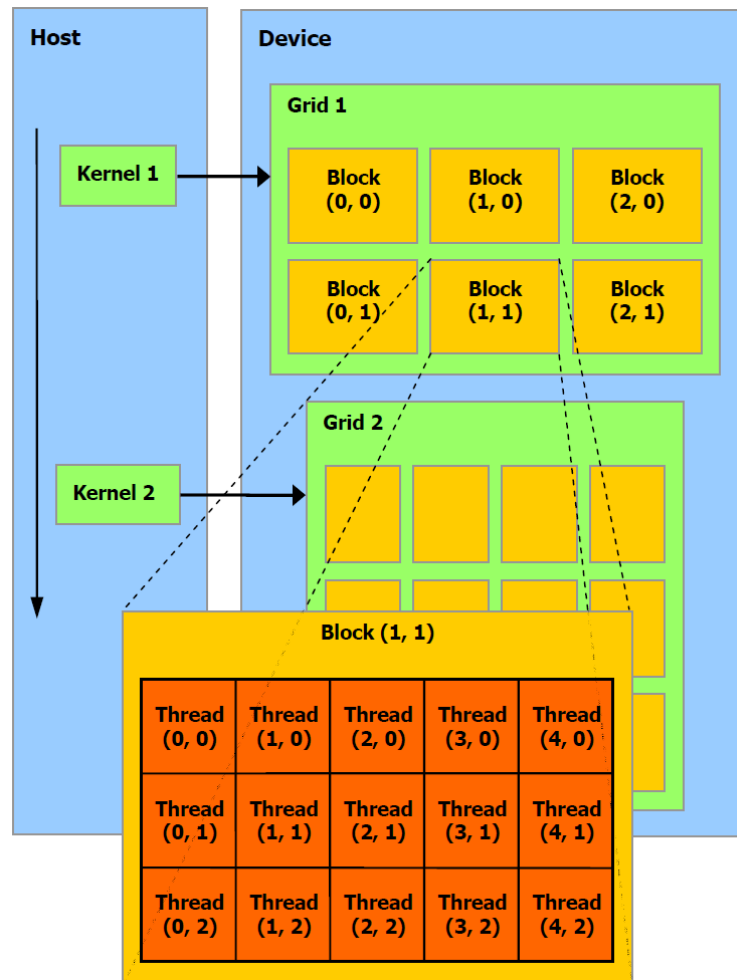 Host
Device
Grid 1
Kernel 1
Block
(0, 0)
Block
(1, 0)
Block
(2, 0)
Block
(0, 1)
Block
(1, 1)
Block
(2, 1)
Grid 2
Kernel 2
Block (1, 1)
Thread
(0, 0)
Thread
(1, 0)
Thread
(2, 0)
Thread
(3, 0)
Thread
(4, 0)
Thread
(0, 1)
Thread
(1, 1)
Thread
(2, 1)
Thread
(3, 1)
Thread
(4, 1)
Thread
(0, 2)
Thread
(1, 2)
Thread
(2, 2)
Thread
(3, 2)
Thread
(4, 2)